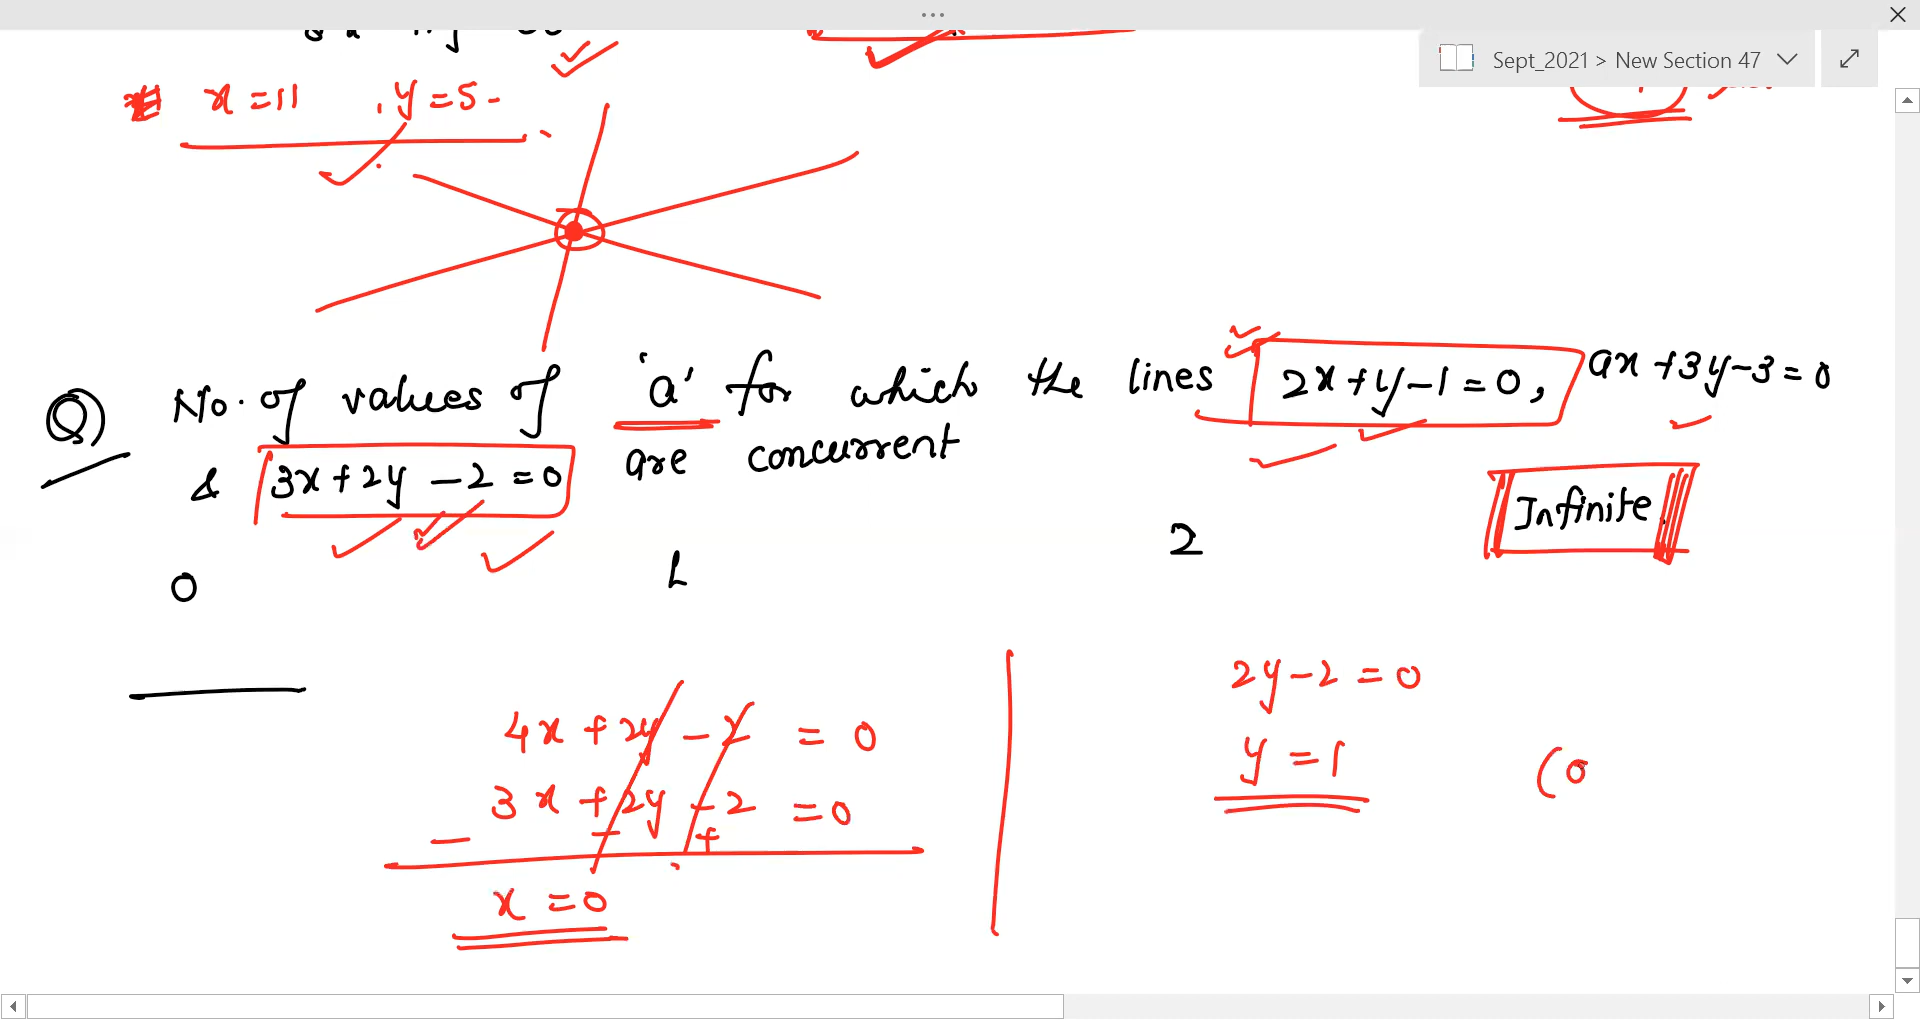 Sept_2021 > New Section 47
x = 11 , y = 5
Q No. of values of 'a' for which the lines 2x+y-1=0, ax+3y-3=0
& 3x+2y-2=0 are concurrent
0 1 2 Infinite
4x+2y-2 = 0
3x+2y-2 = 0
- - +
x = 0
2y-2 = 0
y = 1
(0